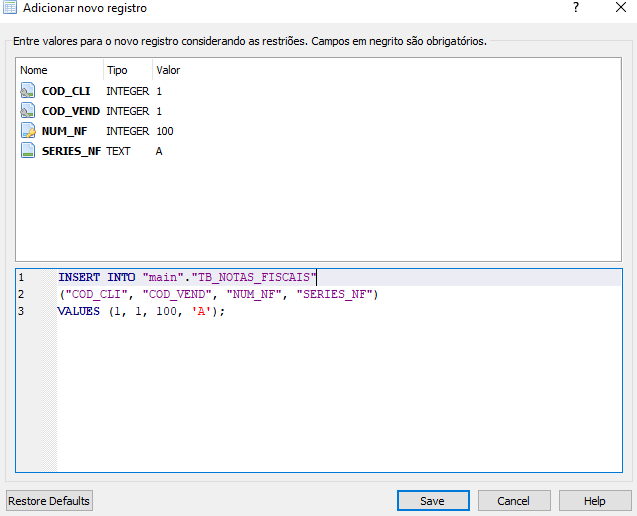 Adicionar novo registro
? ×
Entre valores para o novo registro considerando as restriões. Campos em negrito são obrigatórios.
Nome Tipo Valor
COD_CLI INTEGER 1
COD_VEND INTEGER 1
NUM_NF INTEGER 100
SERIES_NF TEXT A
1 INSERT INTO "main"."TB_NOTAS_FISCAIS"
2 ("COD_CLI", "COD_VEND", "NUM_NF", "SERIES_NF")
3 VALUES (1, 1, 100, 'A');
Restore Defaults Save Cancel Help